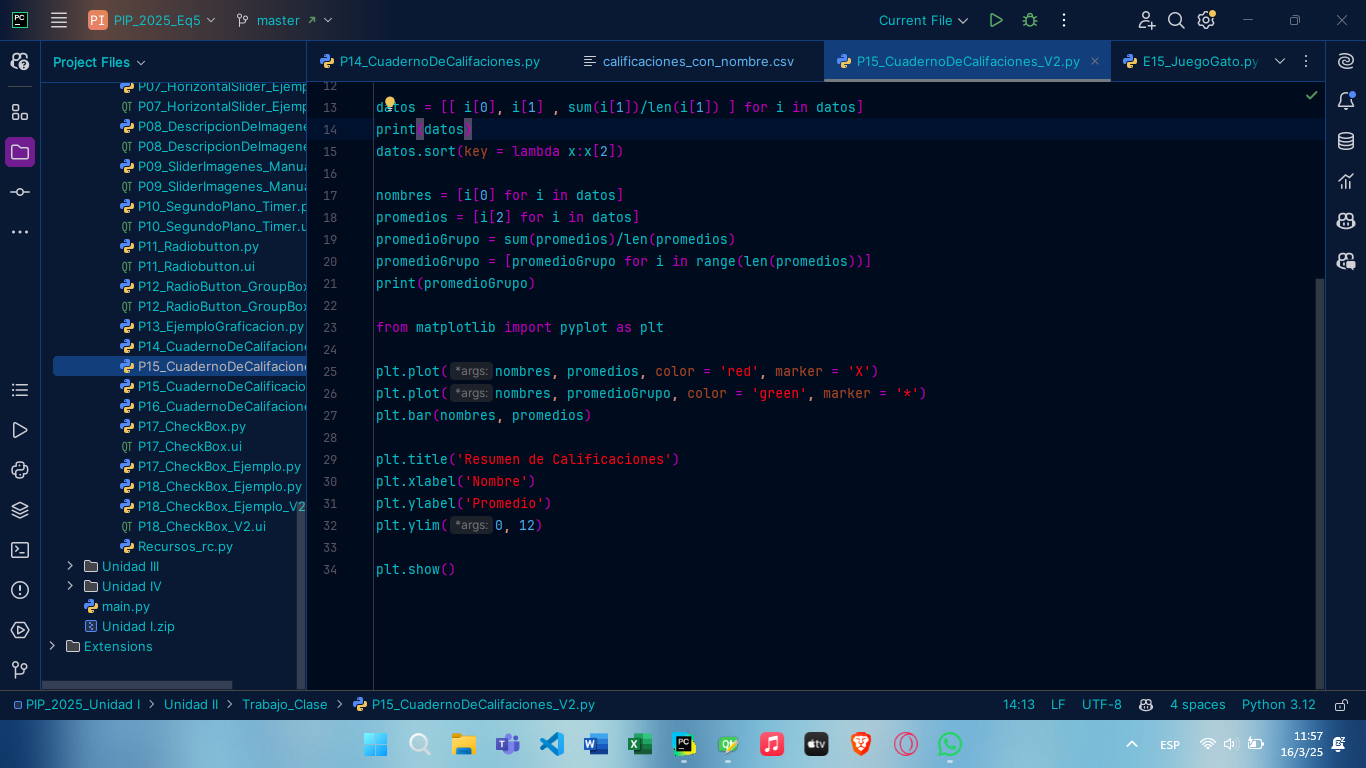 PC
PI PIP_2025_Eq5
master
Current File
Project Files
P14_CuadernoDeCalifaciones.py
calificaciones_con_nombre.csv
P15_CuadernoDeCalifaciones_V2.py
E15_JuegoGato.py
P07_HorizontalSlider_Ejemp
P07_HorizontalSlider_Ejemp
P08_DescripcionDeImagene
P08_DescripcionDeImagene
P09_SliderImagenes_Manua
P09_SliderImagenes_Manua
P10_SegundoPlano_Timer.p
P10_SegundoPlano_Timer.u
P11_Radiobutton.py
P11_Radiobutton.ui
P12_RadioButton_GroupBox
P12_RadioButton_GroupBox
P13_EjemploGraficacion.py
P14_CuadernoDeCalifacione
P15_CuadernoDeCalifacione
P15_CuadernoDeCalificacio
P16_CuadernoDeCalifacione
P17_CheckBox.py
P17_CheckBox.ui
P17_CheckBox_Ejemplo.py
P18_CheckBox_Ejemplo.py
P18_CheckBox_Ejemplo_V2
P18_CheckBox_V2.ui
Recursos_rc.py
Unidad III
Unidad IV
main.py
Unidad I.zip
Extensions
12
13 datos = [[ i[0], i[1] , sum(i[1])/len(i[1]) ] for i in datos]
14 print(datos)
15 datos.sort(key = lambda x:x[2])
16
17 nombres = [i[0] for i in datos]
18 promedios = [i[2] for i in datos]
19 promedioGrupo = sum(promedios)/len(promedios)
20 promedioGrupo = [promedioGrupo for i in range(len(promedios))]
21 print(promedioGrupo)
22
23 from matplotlib import pyplot as plt
24
25 plt.plot( *args: nombres, promedios, color = 'red', marker = 'X')
26 plt.plot( *args: nombres, promedioGrupo, color = 'green', marker = '*')
27 plt.bar(nombres, promedios)
28
29 plt.title('Resumen de Calificaciones')
30 plt.xlabel('Nombre')
31 plt.ylabel('Promedio')
32 plt.ylim( *args: 0, 12)
33
34 plt.show()
PIP_2025_Unidad I > Unidad II > Trabajo_Clase > P15_CuadernoDeCalifaciones_V2.py
14:13 LF UTF-8 4 spaces Python 3.12
ESP
11:57
16/3/25